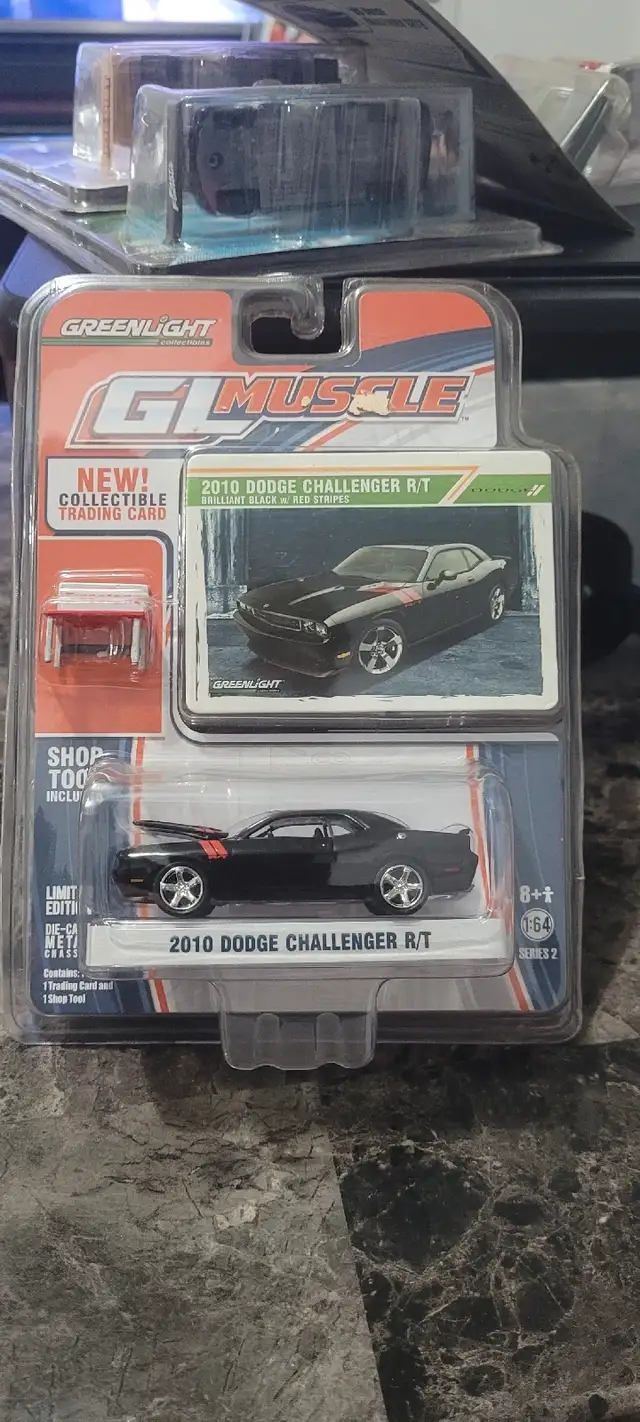 GREENLIGHT
collectibles
GL MUSCLE
NEW!
COLLECTIBLE
TRADING CARD
2010 DODGE CHALLENGER R/T
BRILLIANT BLACK w/ RED STRIPES
DODGE
GREENLIGHT
SHOP
TOO
INCLU
LIMIT
EDITI
DIE-CA
META
CHASS
Contains:
1 Trading Card and
1 Shop Tool
2010 DODGE CHALLENGER R/T
8+
1:64
SERIES 2